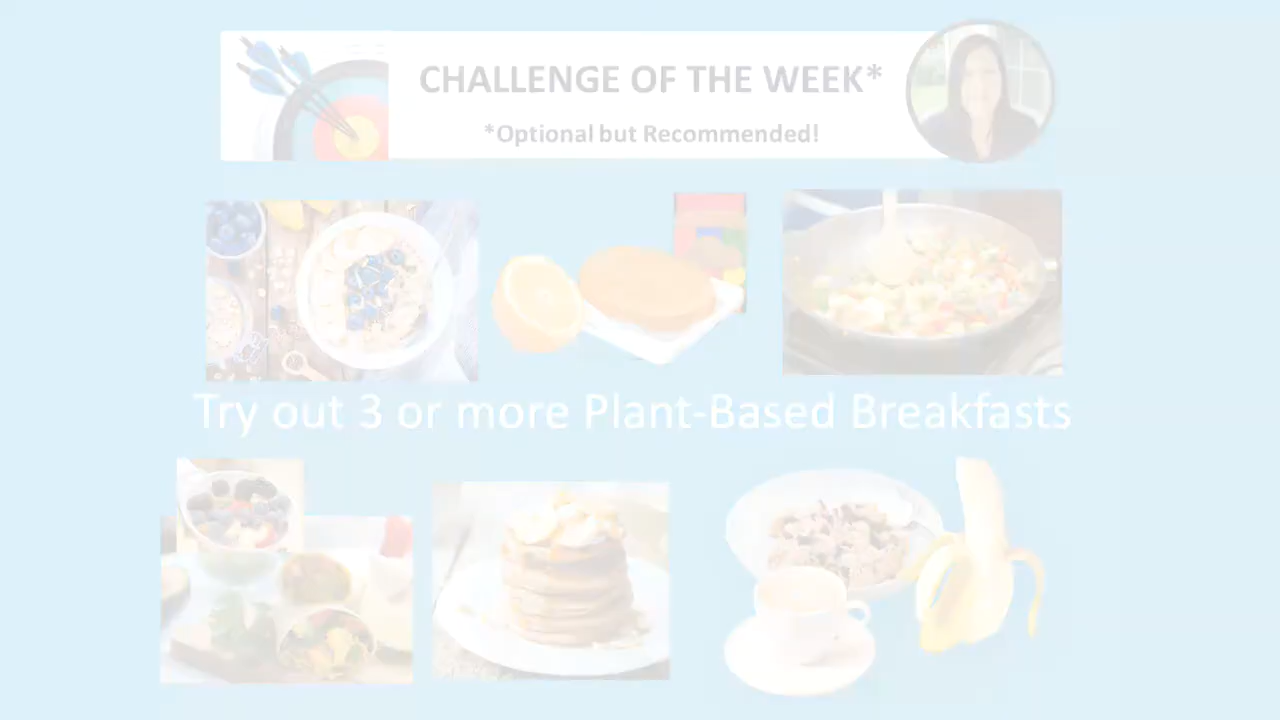 CHALLENGE OF THE WEEK*
*Optional but Recommended!
Try out 3 or more Plant-Based Breakfasts